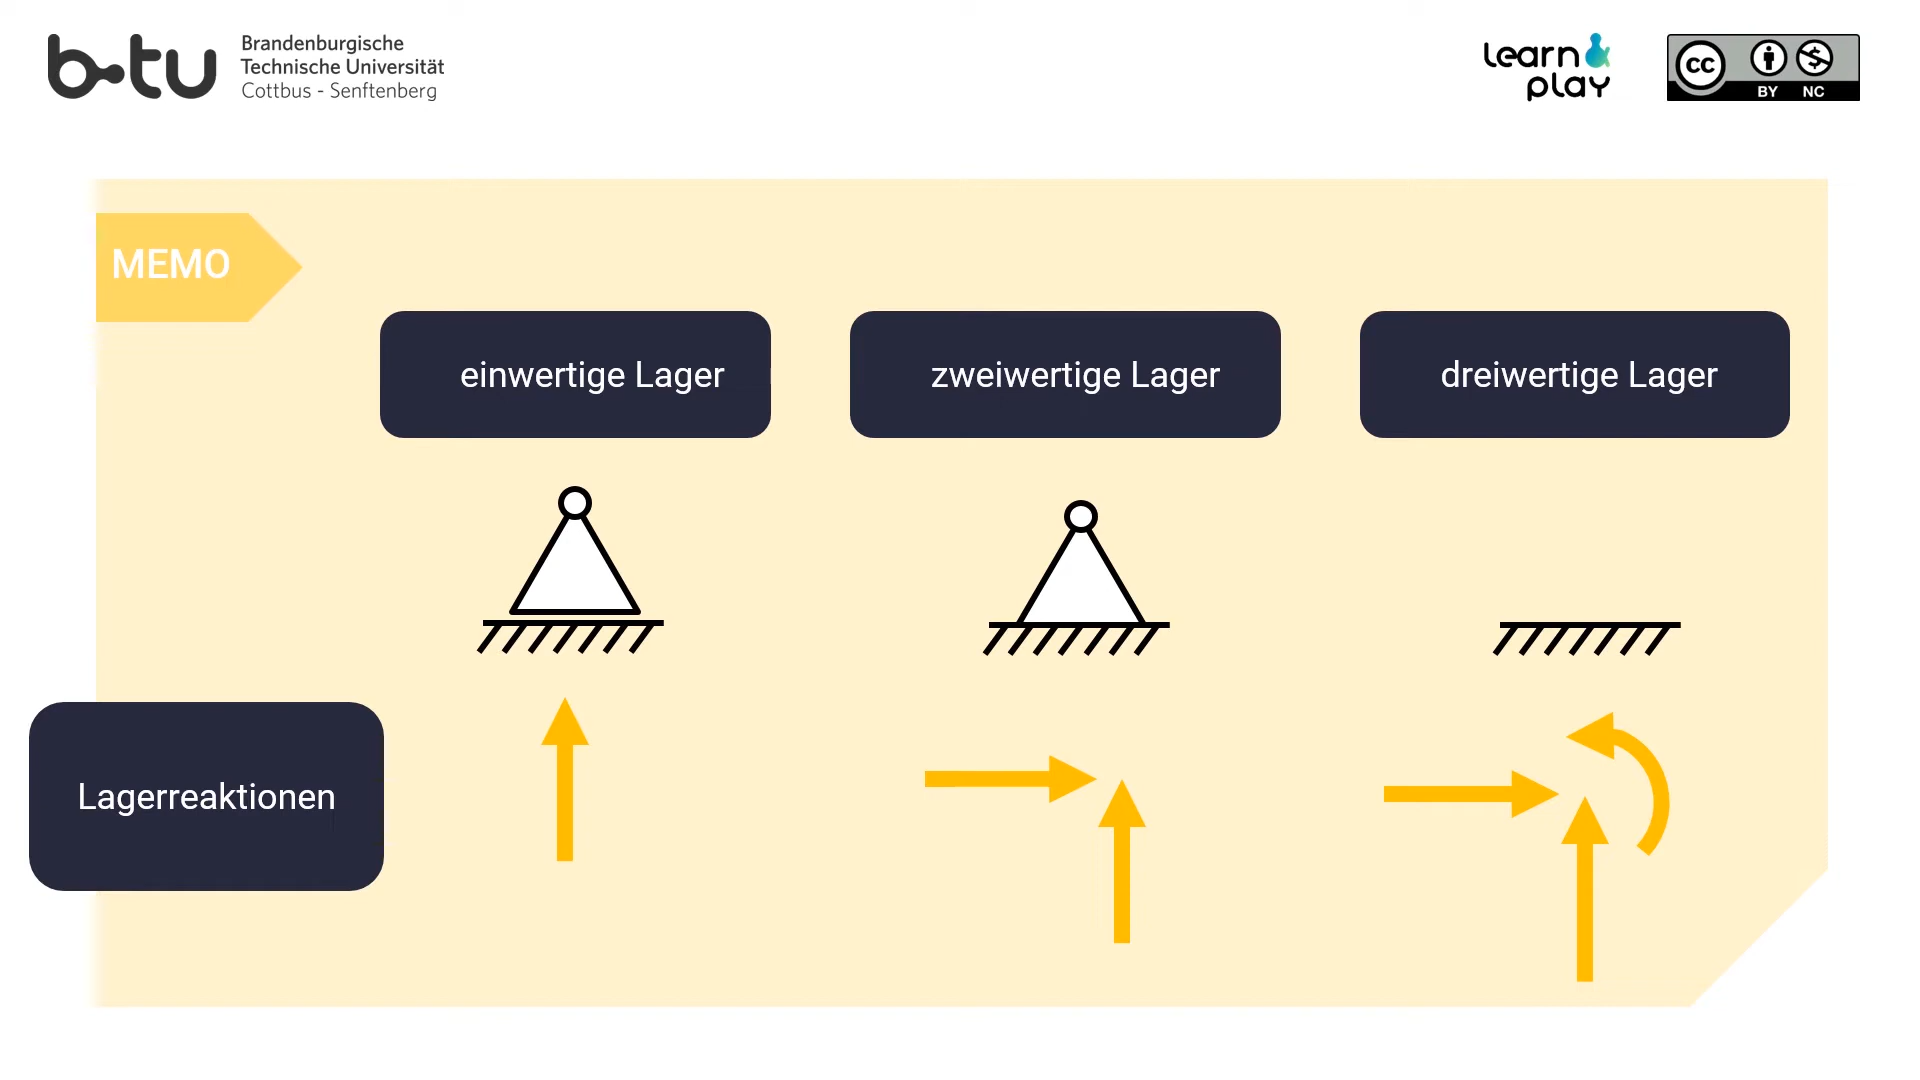 b-tu
Brandenburgische
Technische Universität
Cottbus - Senftenberg
learn &
play
CC
BY NC
MEMO
einwertige Lager
zweiwertige Lager
dreiwertige Lager
Lagerreaktionen